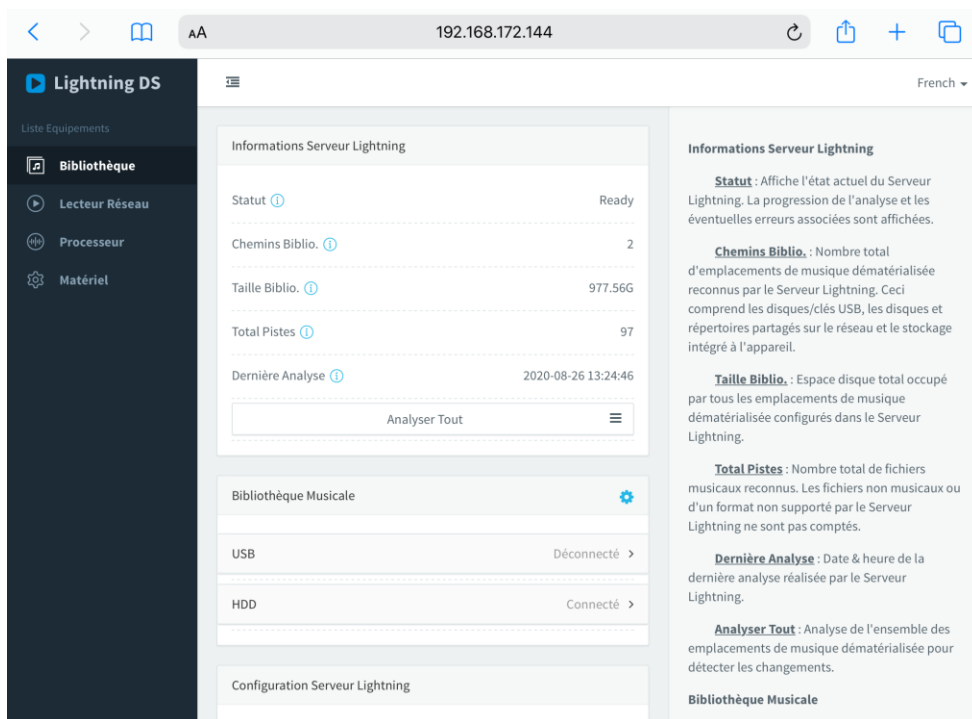 AA
192.168.172.144
Lightning DS
French
Liste Equipements
Bibliothèque
Lecteur Réseau
Processeur
Matériel
Informations Serveur Lightning
Statut
Ready
Chemins Biblio.
2
Taille Biblio.
977.56G
Total Pistes
97
Dernière Analyse
2020-08-26 13:24:46
Analyser Tout
Bibliothèque Musicale
USB
Déconnecté
HDD
Connecté
Configuration Serveur Lightning
Informations Serveur Lightning
Statut : Affiche l'état actuel du Serveur
Lightning. La progression de l'analyse et les
éventuelles erreurs associées sont affichées.
Chemins Biblio. : Nombre total
d'emplacements de musique dématérialisée
reconnus par le Serveur Lightning. Ceci
comprend les disques/clés USB, les disques et
répertoires partagés sur le réseau et le stockage
intégré à l'appareil.
Taille Biblio. : Espace disque total occupé
par tous les emplacements de musique
dématérialisée configurés dans le Serveur
Lightning.
Total Pistes : Nombre total de fichiers
musicaux reconnus. Les fichiers non musicaux ou
d'un format non supporté par le Serveur
Lightning ne sont pas comptés.
Dernière Analyse : Date & heure de la
dernière analyse réalisée par le Serveur
Lightning.
Analyser Tout : Analyse de l'ensemble des
emplacements de musique dématérialisée pour
détecter les changements.
Bibliothèque Musicale